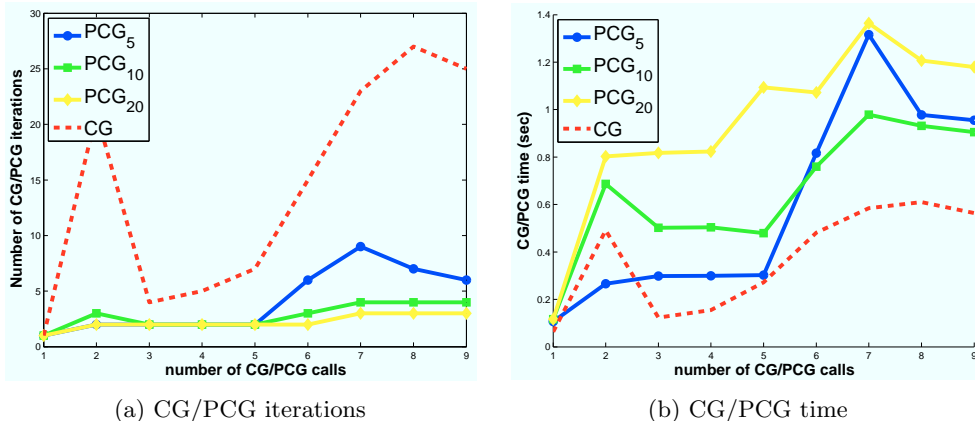 30
25
20
15
10
5
0
Number of CG/PCG iterations
PCG5
PCG10
PCG20
CG
1 2 3 4 5 6 7 8 9
number of CG/PCG calls
(a) CG/PCG iterations
1.4
1.2
1
0.8
0.6
0.4
0.2
0
CG/PCG time (sec)
PCG5
PCG10
PCG20
CG
1 2 3 4 5 6 7 8 9
number of CG/PCG calls
(b) CG/PCG time